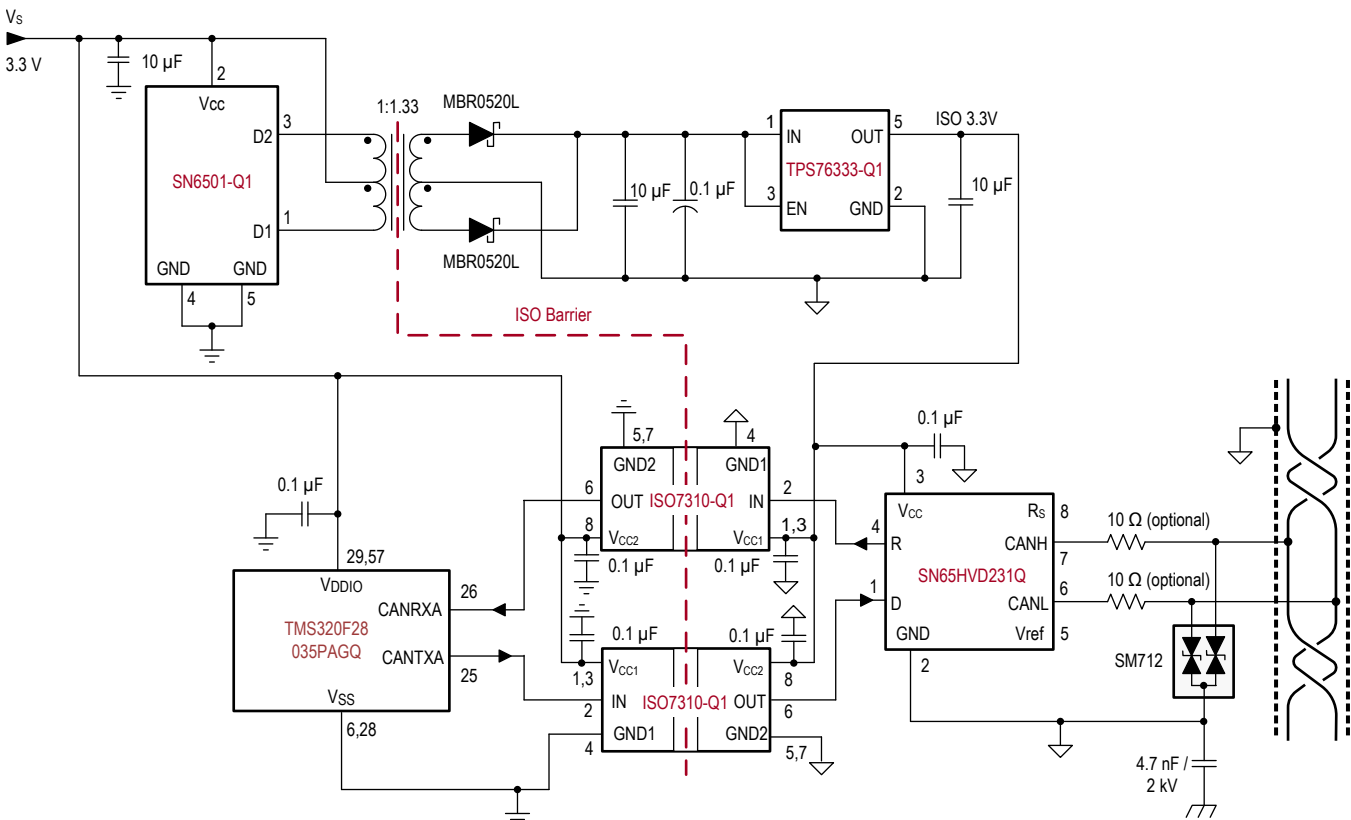 VS
3.3 V
10 µF
2
Vcc
D2
3
SN6501-Q1
D1
1
GND
GND
4
5
1:1.33
MBR0520L
MBR0520L
10 µF
0.1 µF
1
IN
OUT
5
TPS76333-Q1
3
EN
GND
2
ISO 3.3V
10 µF
ISO Barrier
0.1 µF
29,57
VDDIO
CANRXA
26
TMS320F28
035PAGQ
CANTXA
25
VSS
6,28
5,7
4
GND2
GND1
6
OUT
ISO7310-Q1
IN
2
8
VCC2
VCC1
1,3
0.1 µF
0.1 µF
0.1 µF
0.1 µF
VCC1
VCC2
1,3
8
IN
ISO7310-Q1
OUT
2
6
GND1
GND2
4
5,7
0.1 µF
3
VCC
RS
8
4
R
CANH
7
SN65HVD231Q
1
D
CANL
6
GND
Vref
5
2
10 Ω (optional)
10 Ω (optional)
SM712
4.7 nF /
2 kV